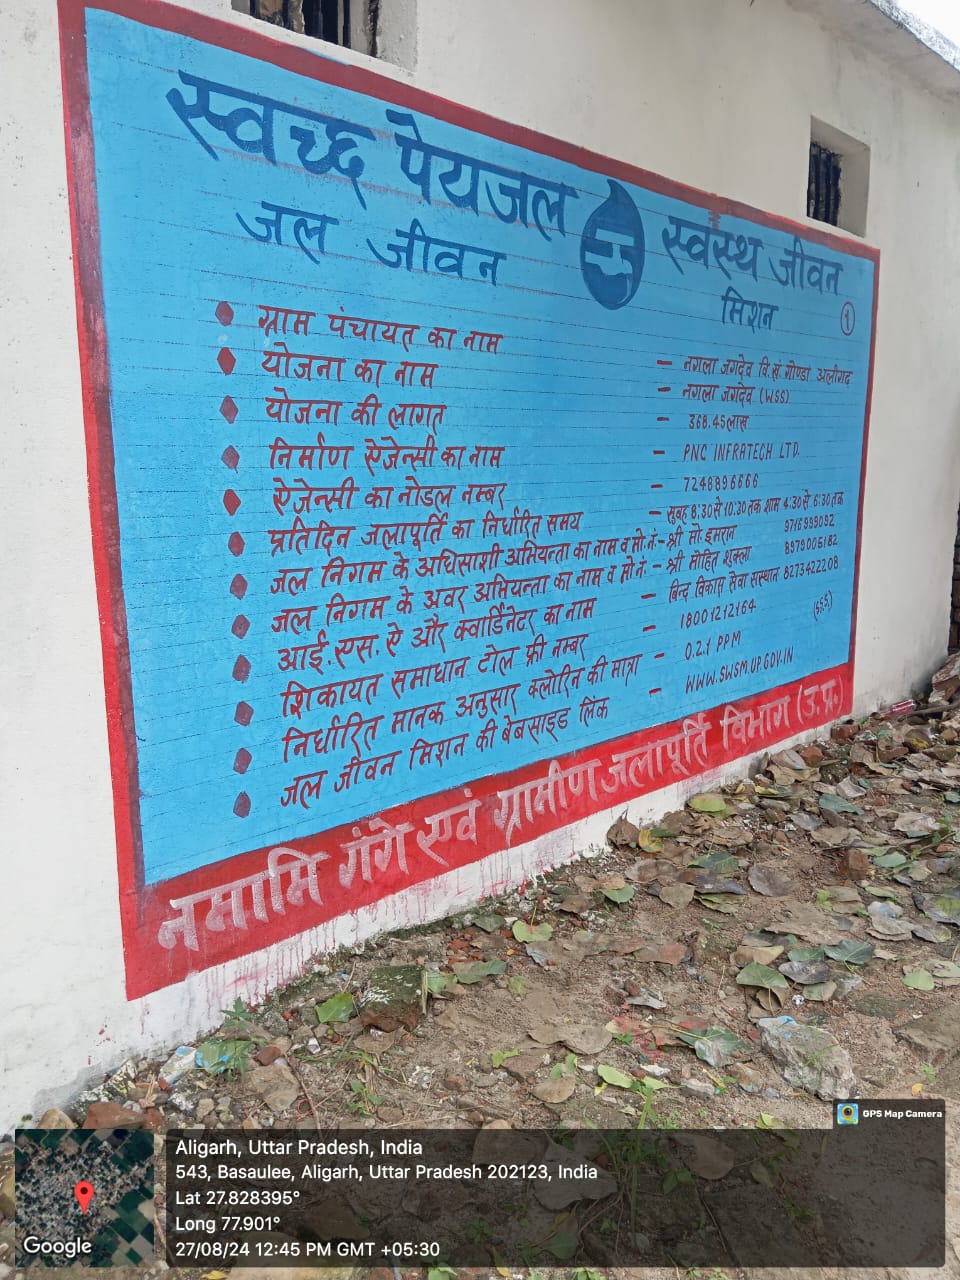 स्वच्छ पेयजल स्वस्थ जीवन
जल जीवन मिशन
१
ग्राम पंचायत का नाम – नगला जगदेव वि.खं. गोण्डा अलीगढ़
योजना का नाम – नगला जगदेव (WSS)
योजना की लागत – 368.45 लाख
निर्माण ऐजेन्सी का नाम – PNC INFRATECH LTD.
ऐजेन्सी का नोडल नम्बर – 7248896666
प्रतिदिन जलापूर्ति का निर्धारित समय – सुबह 8:30 से 10:30 तक शाम 4:30 से 6:30 तक
जल निगम के अधिसाशी अभियन्ता का नाम व मो.नं. – श्री मो. इमरान 9716999092
जल निगम के अवर अभियन्ता का नाम व मो.नं. – श्री मोहित शुक्ला 8979005182
आई.एस.ऐ और क्वार्डिनेटर का नाम – बिन्द विकास सेवा सास्थान 8273422208
शिकायत समाधान टोल फ्री नम्बर – 18001212164
निर्धारित मानक अनुसार क्लोरिन की मात्रा – 0.2.1 PPM
जल जीवन मिशन की बेबसाइड लिंक – WWW.SWSM.UP.GOV.IN
नमामि गंगे एवं ग्रामीण जलापूर्ति विभाग (उ.प्र.)
GPS Map Camera
Aligarh, Uttar Pradesh, India
543, Basaulee, Aligarh, Uttar Pradesh 202123, India
Lat 27.828395°
Long 77.901°
27/08/24 12:45 PM GMT +05:30
Google